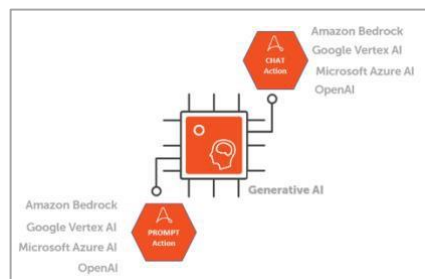 Amazon Bedrock
Google Vertex AI
Microsoft Azure AI
OpenAI
CHAT
Action
Generative AI
Amazon Bedrock
Google Vertex AI
Microsoft Azure AI
OpenAI
PROMPT
Action